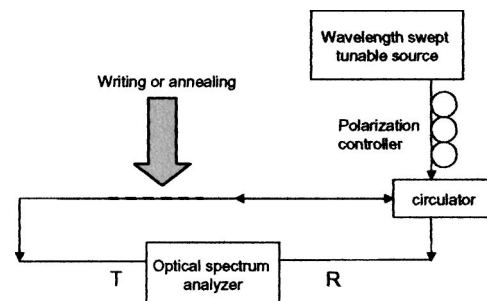 Wavelength swept
tunable source
Writing or annealing
Polarization
controller
circulator
T
Optical spectrum
analyzer
R